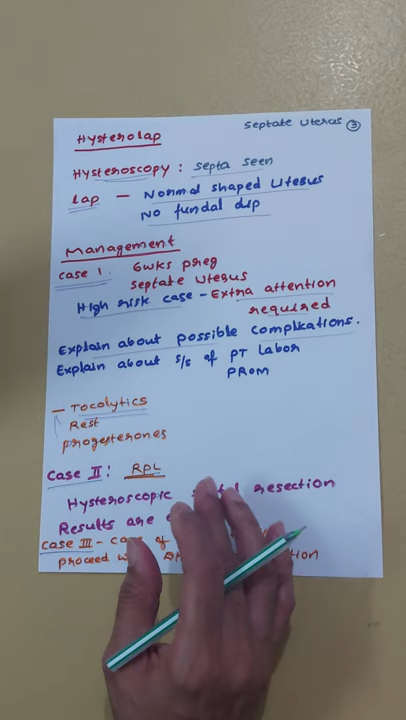 Septate Uterus ③
Hysterolap
Hysteroscopy : septa seen
Lap — Normal shaped Uterus
No fundal dip
Management
Case 1. 6wks preg
septate Uterus
High risk case - Extra attention
required
Explain about possible complications.
Explain about s/s of PT Labor
PROM
— Tocolytics
Rest
progesterones
Case II : RPL
Hysteroscopic resection
Results are
Case III - case of
proceed